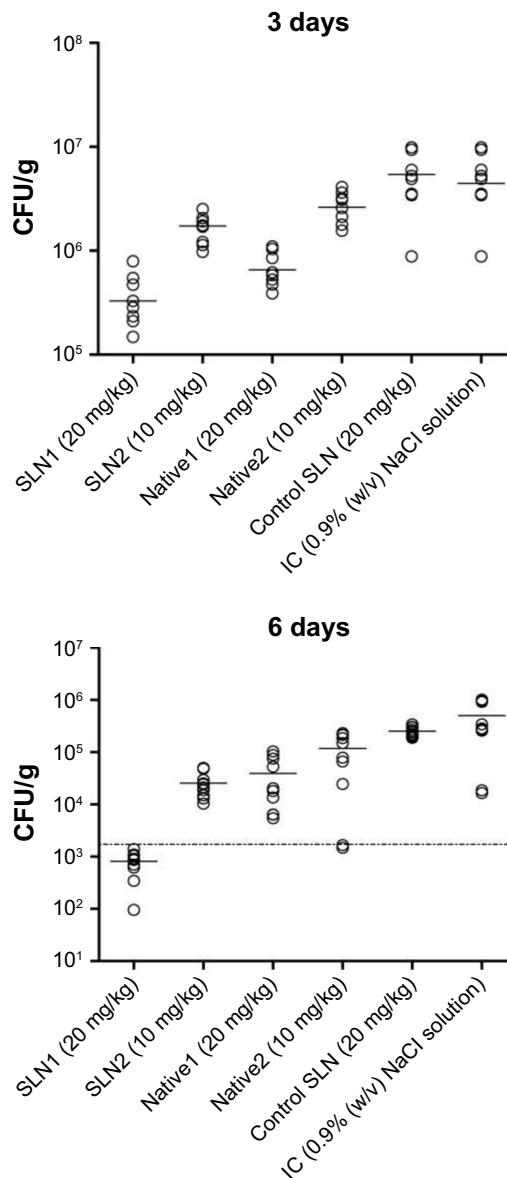 3 days
10⁸
10⁷
10⁶
10⁵
CFU/g
SLN1 (20 mg/kg)
SLN2 (10 mg/kg)
Native1 (20 mg/kg)
Native2 (10 mg/kg)
Control SLN (20 mg/kg)
IC (0.9% (w/v) NaCl solution)
6 days
10⁷
10⁶
10⁵
10⁴
10³
10²
10¹
CFU/g
SLN1 (20 mg/kg)
SLN2 (10 mg/kg)
Native1 (20 mg/kg)
Native2 (10 mg/kg)
Control SLN (20 mg/kg)
IC (0.9% (w/v) NaCl solution)